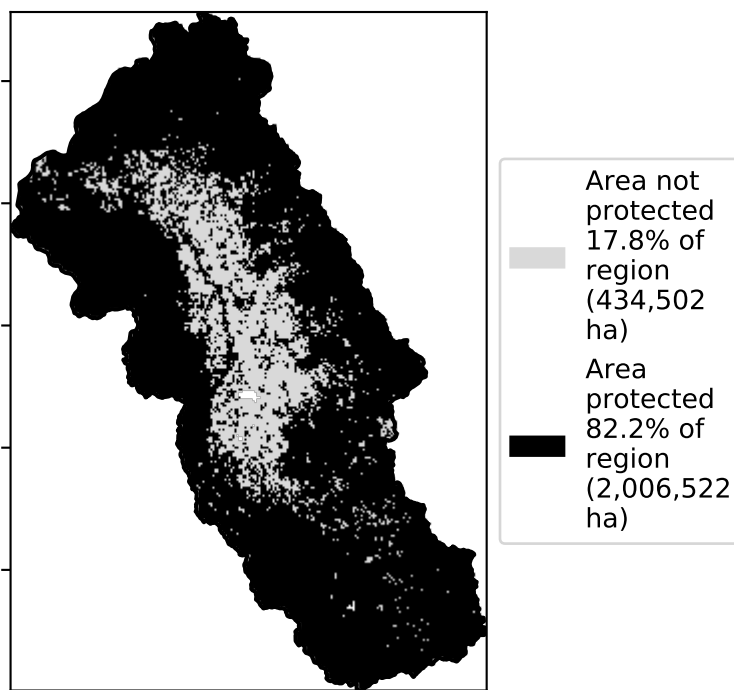 Area not
protected
17.8% of
region
(434,502
ha)
Area
protected
82.2% of
region
(2,006,522
ha)